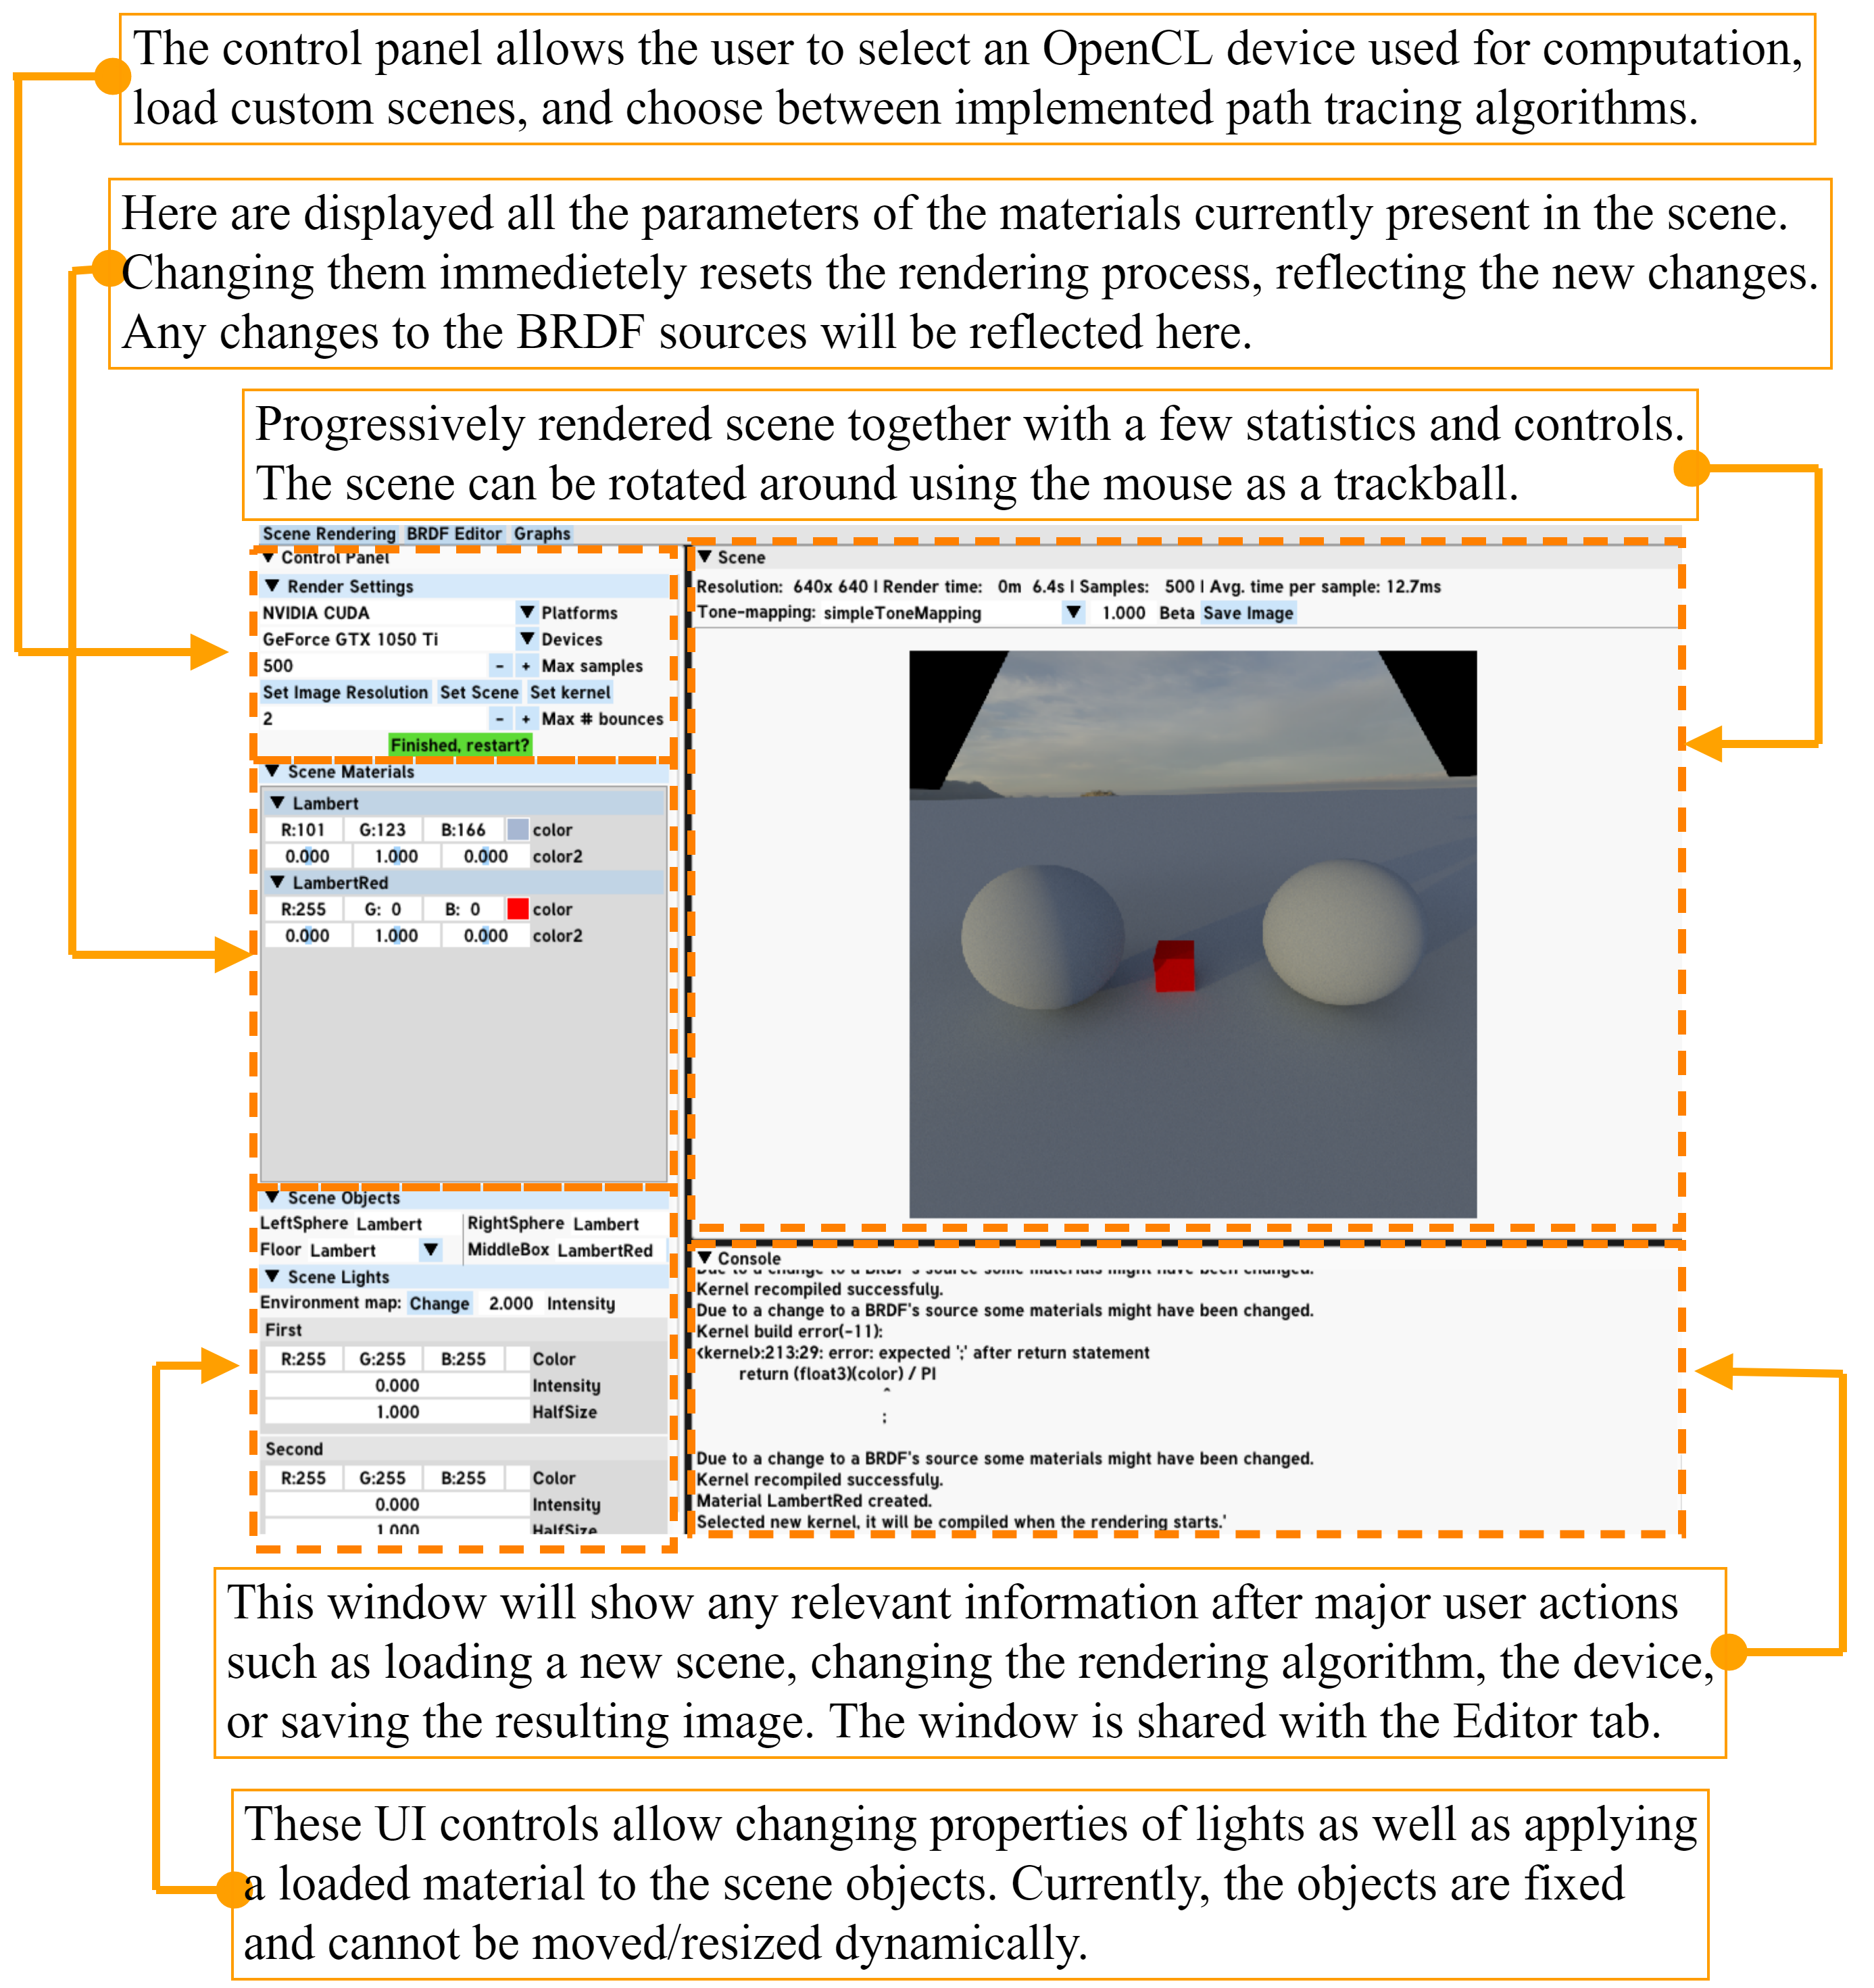 The control panel allows the user to select an OpenCL device used for computation,
load custom scenes, and choose between implemented path tracing algorithms.
Here are displayed all the parameters of the materials currently present in the scene.
Changing them immedietely resets the rendering process, reflecting the new changes.
Any changes to the BRDF sources will be reflected here.
Progressively rendered scene together with a few statistics and controls.
The scene can be rotated around using the mouse as a trackball.
Scene Rendering BRDF Editor Graphs
Control Panel
Render Settings
NVIDIA CUDA Platforms
GeForce GTX 1050 Ti Devices
500 - + Max samples
Set Image Resolution Set Scene Set kernel
2 - + Max # bounces
Finished, restart?
Scene Materials
Lambert
R:101 G:123 B:166 color
0.000 1.000 0.000 color2
LambertRed
R:255 G: 0 B: 0 color
0.000 1.000 0.000 color2
Scene Objects
LeftSphere Lambert RightSphere Lambert
Floor Lambert MiddleBox LambertRed
Scene Lights
Environment map: Change 2.000 Intensity
First
R:255 G:255 B:255 Color
0.000 Intensity
1.000 HalfSize
Second
R:255 G:255 B:255 Color
0.000 Intensity
1.000 HalfSize
Scene
Resolution: 640x 640 | Render time: 0m 6.4s | Samples: 500 | Avg. time per sample: 12.7ms
Tone-mapping: simpleToneMapping 1.000 Beta Save Image
Console
Due to a change to a BRDF's source some materials might have been changed.
Kernel recompiled successfuly.
Due to a change to a BRDF's source some materials might have been changed.
Kernel build error(-11):
<kernel>:213:29: error: expected ';' after return statement
return (float3)(color) / PI
^
;
Due to a change to a BRDF's source some materials might have been changed.
Kernel recompiled successfuly.
Material LambertRed created.
Selected new kernel, it will be compiled when the rendering starts.'
This window will show any relevant information after major user actions
such as loading a new scene, changing the rendering algorithm, the device,
or saving the resulting image. The window is shared with the Editor tab.
These UI controls allow changing properties of lights as well as applying
a loaded material to the scene objects. Currently, the objects are fixed
and cannot be moved/resized dynamically.